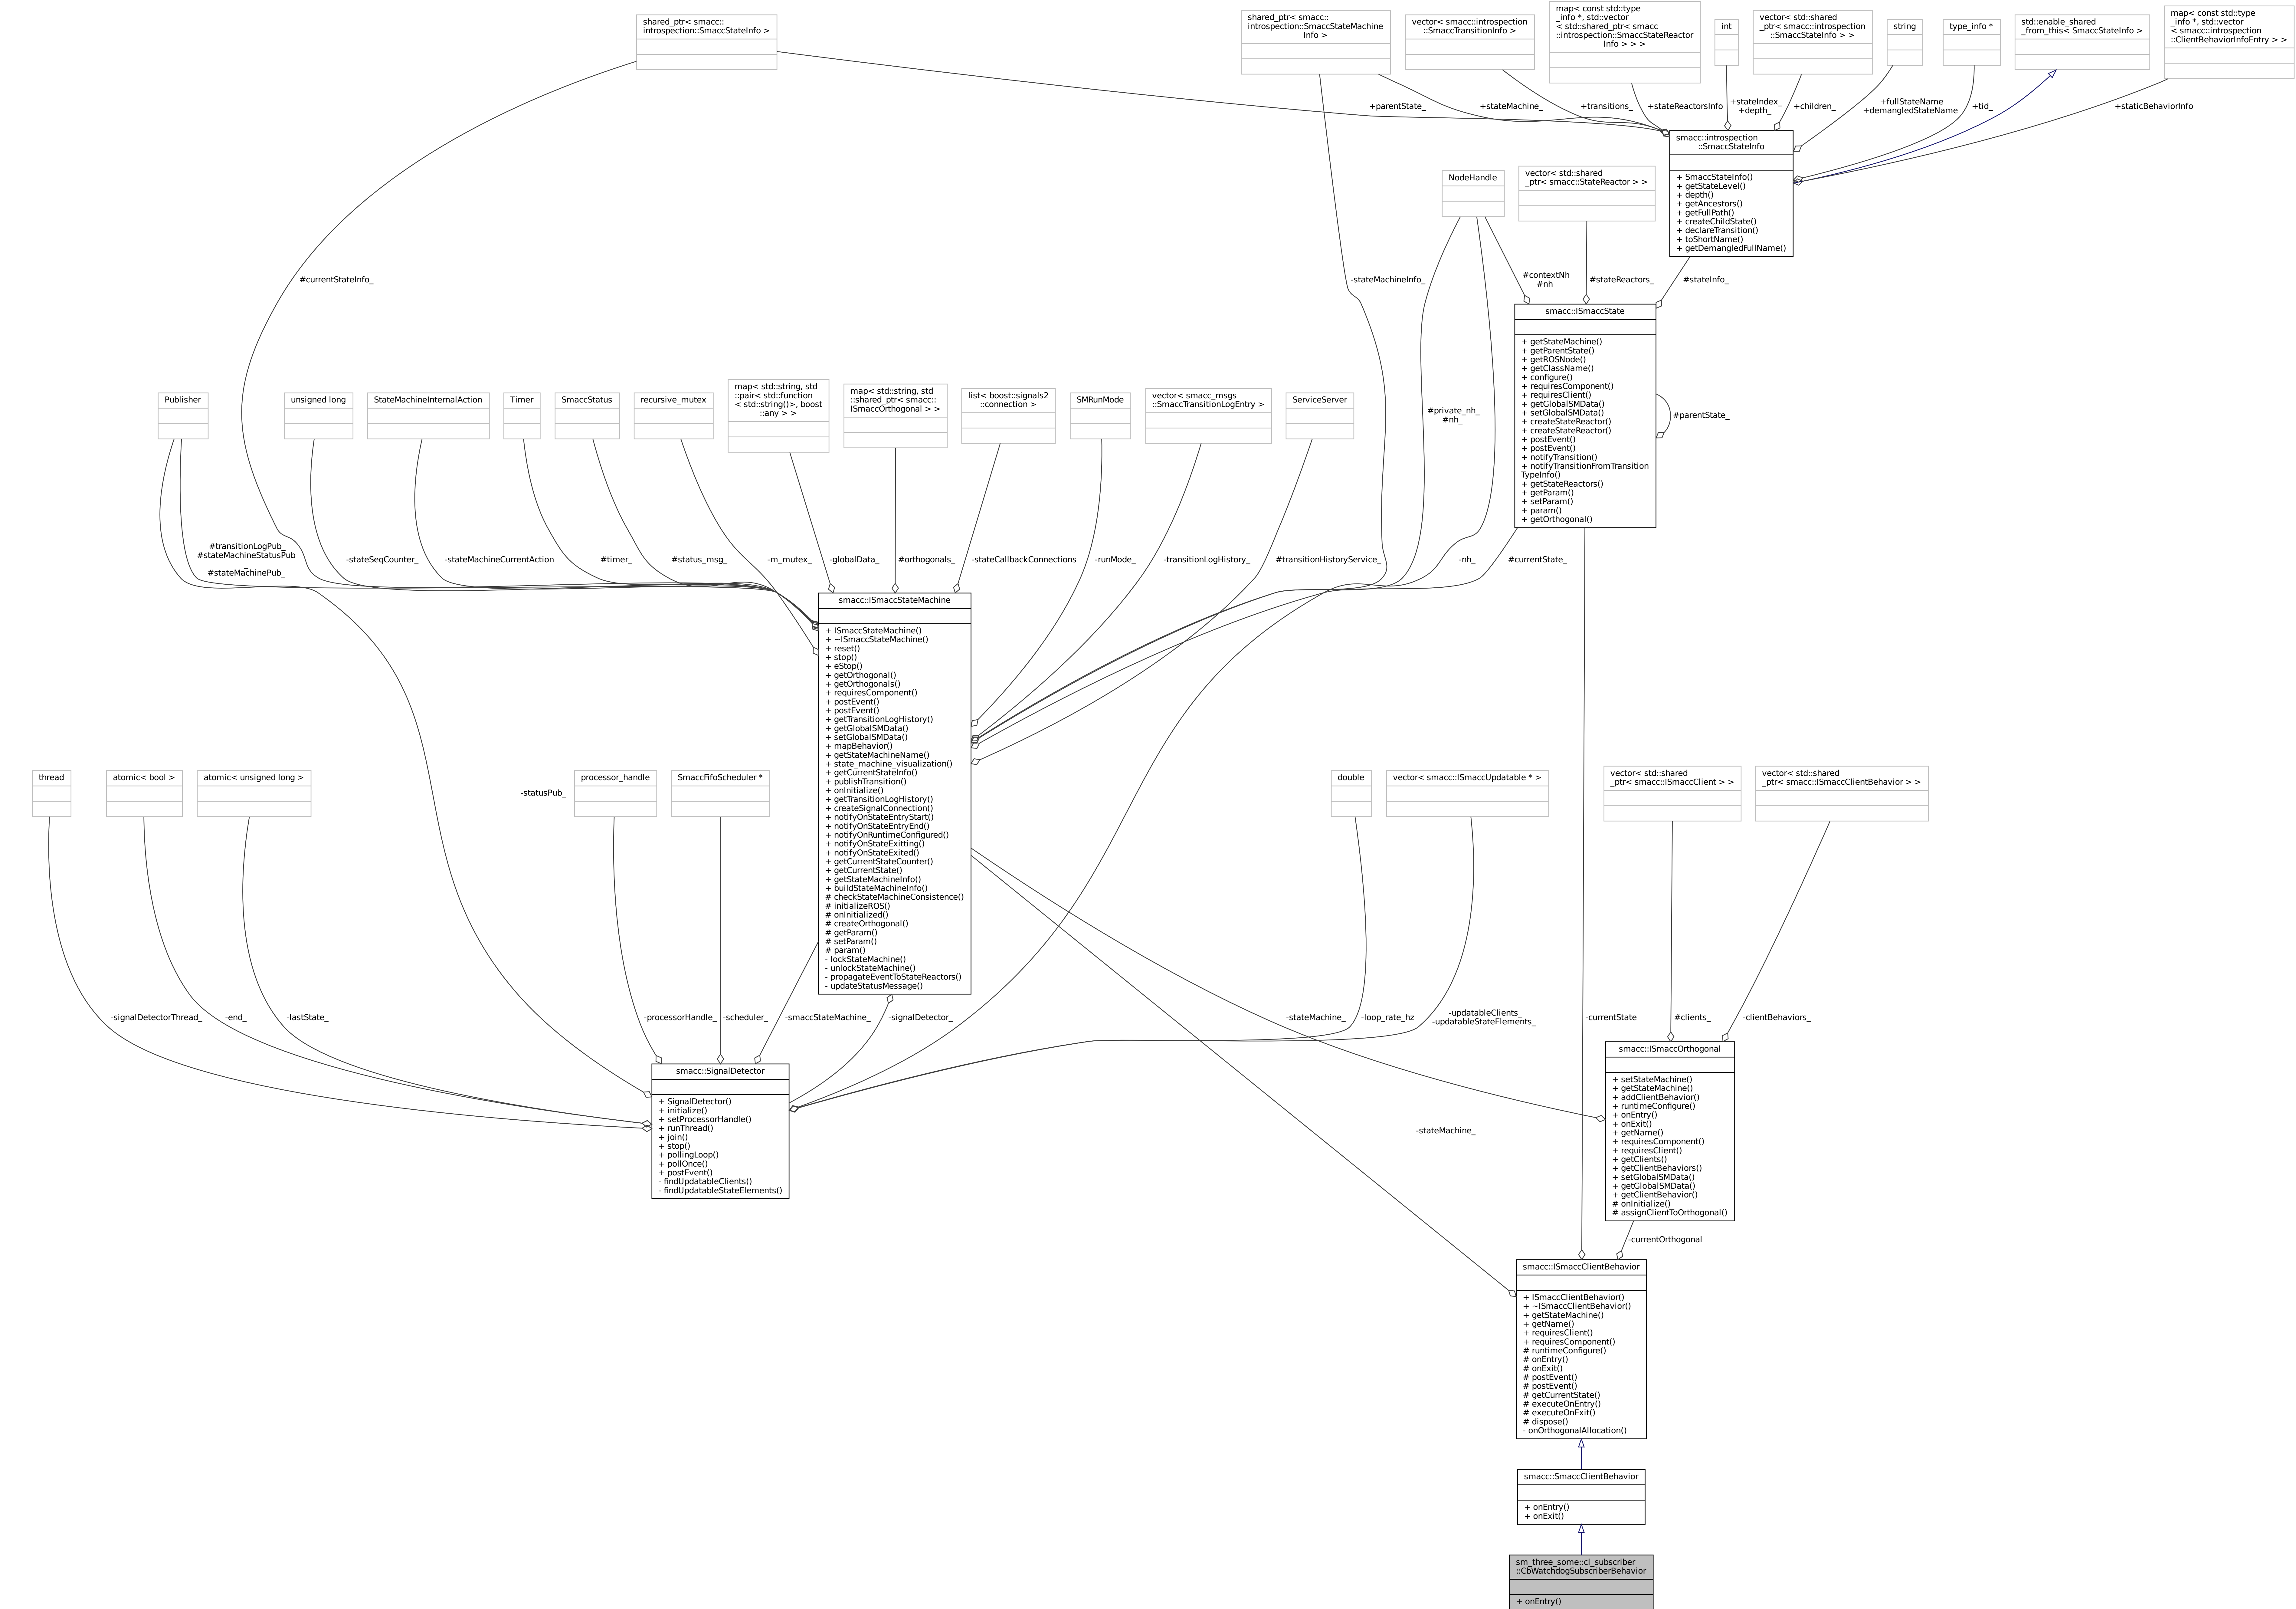 shared_ptr< smacc::
introspection::SmaccStateInfo >
shared_ptr< smacc::
introspection::SmaccStateMachine
Info >
vector< smacc::introspection
::SmaccTransitionInfo >
map< const std::type
_info *, std::vector
< std::shared_ptr< smacc
::introspection::SmaccStateReactor
Info > > >
int
vector< std::shared
_ptr< smacc::introspection
::SmaccStateInfo > >
string
type_info *
std::enable_shared
_from_this< SmaccStateInfo >
map< const std::type
_info *, std::vector
< smacc::introspection
::ClientBehaviorInfoEntry > >
+parentState_
+stateMachine_
+transitions_
+stateReactorsInfo
+stateIndex_
+depth_
+children_
+fullStateName
+demangledStateName
+tid_
+staticBehaviorInfo
smacc::introspection
::SmaccStateInfo
+ SmaccStateInfo()
+ getStateLevel()
+ depth()
+ getAncestors()
+ getFullPath()
+ createChildState()
+ declareTransition()
+ toShortName()
+ getDemangledFullName()
NodeHandle
vector< std::shared
_ptr< smacc::StateReactor > >
#currentStateInfo_
-stateMachineInfo_
#contextNh
#nh
#stateReactors_
#stateInfo_
smacc::ISmaccState
+ getStateMachine()
+ getParentState()
+ getROSNode()
+ getClassName()
+ configure()
+ requiresComponent()
+ requiresClient()
+ getGlobalSMData()
+ setGlobalSMData()
+ createStateReactor()
+ createStateReactor()
+ postEvent()
+ postEvent()
+ notifyTransition()
+ notifyTransitionFromTransition
TypeInfo()
+ getStateReactors()
+ getParam()
+ setParam()
+ param()
+ getOrthogonal()
#parentState_
Publisher
unsigned long
StateMachineInternalAction
Timer
SmaccStatus
recursive_mutex
map< std::string, std
::pair< std::function
< std::string()>, boost
::any > >
map< std::string, std
::shared_ptr< smacc::
ISmaccOrthogonal > >
list< boost::signals2
::connection >
SMRunMode
vector< smacc_msgs
::SmaccTransitionLogEntry >
ServiceServer
#private_nh_
#nh_
#transitionLogPub_
#stateMachineStatusPub
_
#stateMachinePub_
-stateSeqCounter_
-stateMachineCurrentAction
#timer_
#status_msg_
-m_mutex_
-globalData_
#orthogonals_
-stateCallbackConnections
-runMode_
-transitionLogHistory_
#transitionHistoryService_
-nh_
#currentState_
smacc::ISmaccStateMachine
+ ISmaccStateMachine()
+ ~ISmaccStateMachine()
+ reset()
+ stop()
+ eStop()
+ getOrthogonal()
+ getOrthogonals()
+ requiresComponent()
+ postEvent()
+ postEvent()
+ getTransitionLogHistory()
+ getGlobalSMData()
+ setGlobalSMData()
+ mapBehavior()
+ getStateMachineName()
+ state_machine_visualization()
+ getCurrentStateInfo()
+ publishTransition()
+ onInitialize()
+ getTransitionLogHistory()
+ createSignalConnection()
+ notifyOnStateEntryStart()
+ notifyOnStateEntryEnd()
+ notifyOnRuntimeConfigured()
+ notifyOnStateExitting()
+ notifyOnStateExited()
+ getCurrentStateCounter()
+ getCurrentState()
+ getStateMachineInfo()
+ buildStateMachineInfo()
# checkStateMachineConsistence()
# initializeROS()
# onInitialized()
# createOrthogonal()
# getParam()
# setParam()
# param()
- lockStateMachine()
- unlockStateMachine()
- propagateEventToStateReactors()
- updateStatusMessage()
thread
atomic< bool >
atomic< unsigned long >
-statusPub_
processor_handle
SmaccFifoScheduler *
double
vector< smacc::ISmaccUpdatable * >
vector< std::shared
_ptr< smacc::ISmaccClient > >
vector< std::shared
_ptr< smacc::ISmaccClientBehavior > >
-signalDetectorThread_
-end_
-lastState_
-processorHandle_
-scheduler_
-smaccStateMachine_
-signalDetector_
-stateMachine_
-loop_rate_hz
-updatableClients_
-updatableStateElements_
-currentState
#clients_
-clientBehaviors_
smacc::SignalDetector
+ SignalDetector()
+ initialize()
+ setProcessorHandle()
+ runThread()
+ join()
+ stop()
+ pollingLoop()
+ pollOnce()
+ postEvent()
- findUpdatableClients()
- findUpdatableStateElements()
smacc::ISmaccOrthogonal
+ setStateMachine()
+ getStateMachine()
+ addClientBehavior()
+ runtimeConfigure()
+ onEntry()
+ onExit()
+ getName()
+ requiresComponent()
+ requiresClient()
+ getClients()
+ getClientBehaviors()
+ setGlobalSMData()
+ getGlobalSMData()
+ getClientBehavior()
# onInitialize()
# assignClientToOrthogonal()
-stateMachine_
-currentOrthogonal
smacc::ISmaccClientBehavior
+ ISmaccClientBehavior()
+ ~ISmaccClientBehavior()
+ getStateMachine()
+ getName()
+ requiresClient()
+ requiresComponent()
# runtimeConfigure()
# onEntry()
# onExit()
# postEvent()
# postEvent()
# getCurrentState()
# executeOnEntry()
# executeOnExit()
# dispose()
- onOrthogonalAllocation()
smacc::SmaccClientBehavior
+ onEntry()
+ onExit()
sm_three_some::cl_subscriber
::CbWatchdogSubscriberBehavior
+ onEntry()